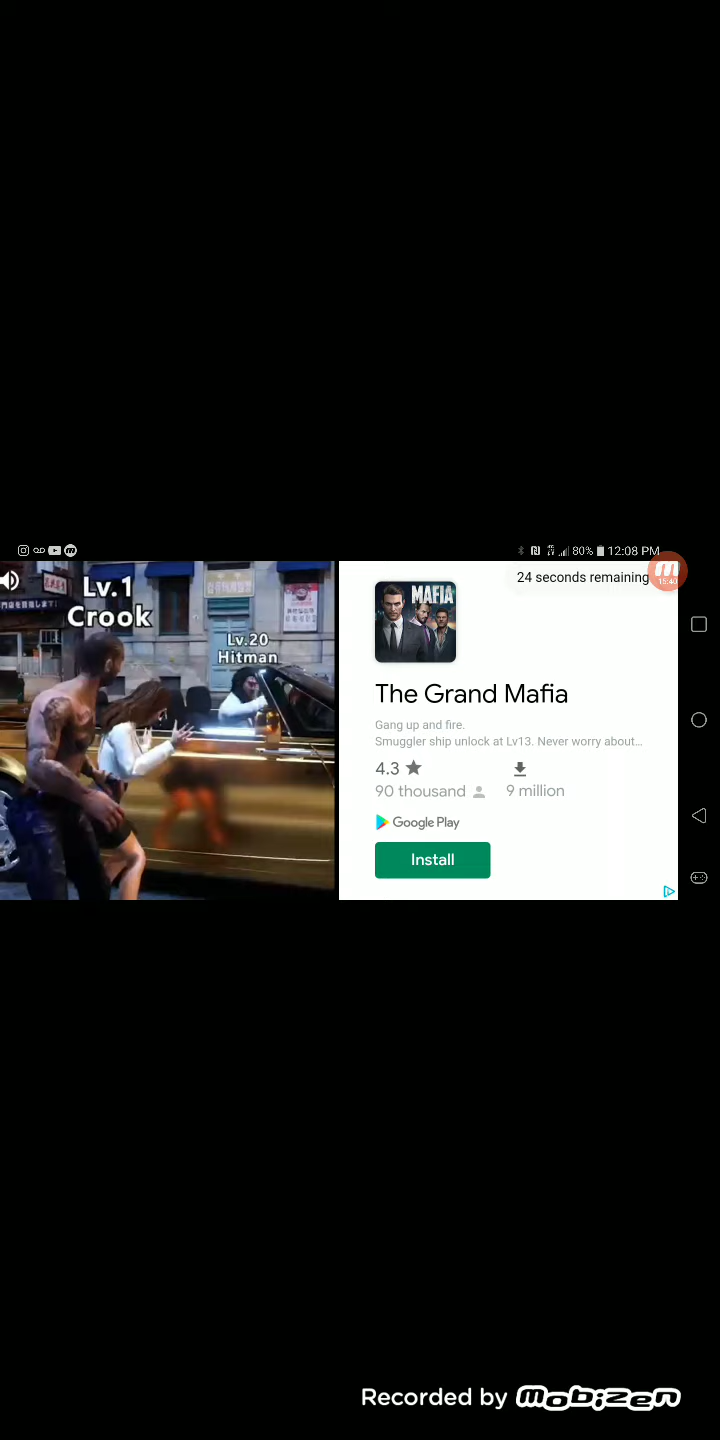 80% 12:08 PM
Lv.1
Crook
Lv.20
Hitman
24 seconds remaining
15:40
MAFIA
The Grand Mafia
Gang up and fire.
Smuggler ship unlock at Lv13. Never worry about...
4.3
90 thousand
9 million
Google Play
Install
Recorded by mobizen